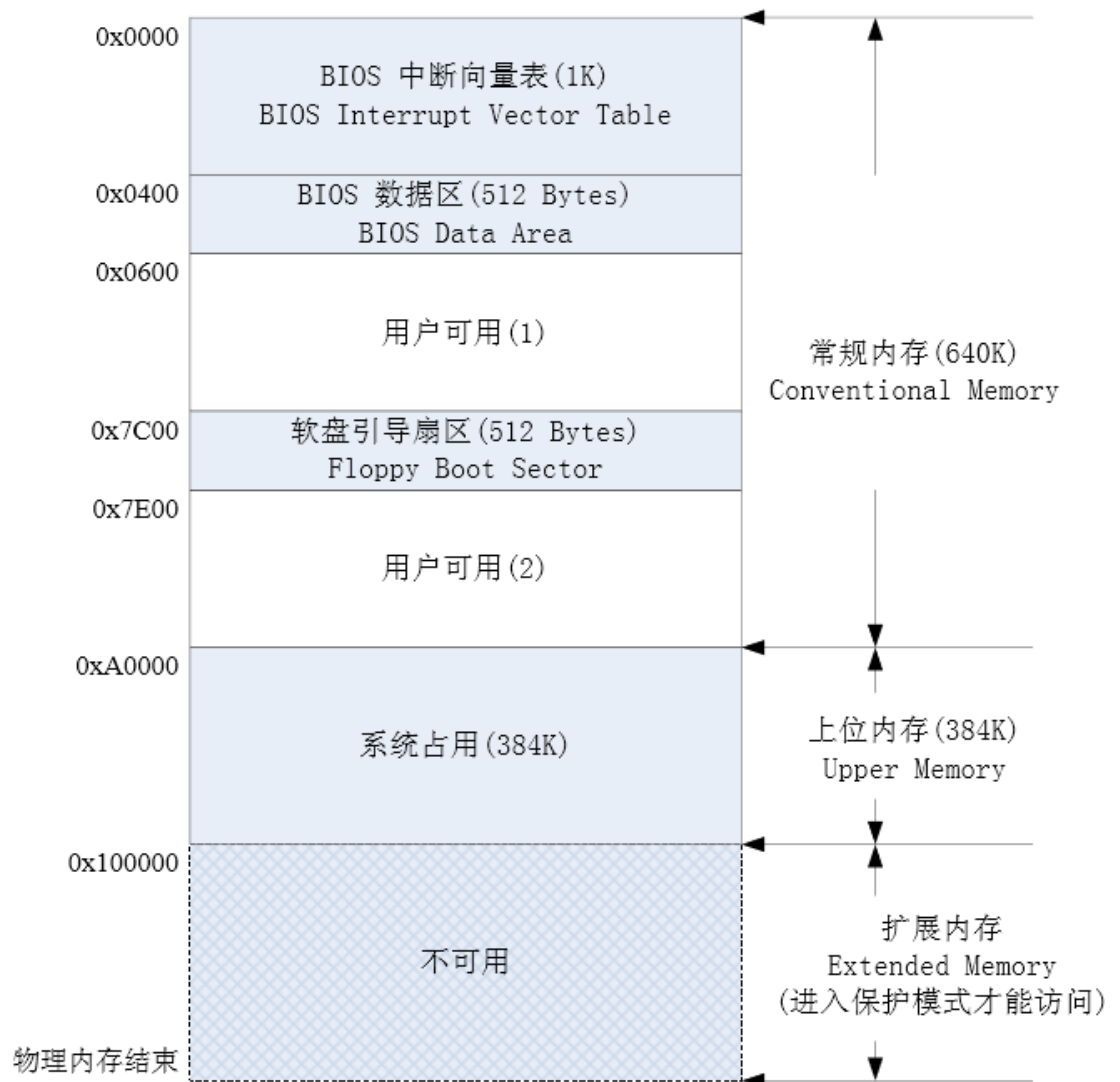 0x0000
BIOS 中断向量表(1K)
BIOS Interrupt Vector Table
0x0400
BIOS 数据区(512 Bytes)
BIOS Data Area
0x0600
用户可用(1)
常规内存(640K)
Conventional Memory
0x7C00
软盘引导扇区(512 Bytes)
Floppy Boot Sector
0x7E00
用户可用(2)
0xA0000
系统占用(384K)
上位内存(384K)
Upper Memory
0x100000
不可用
扩展内存
Extended Memory
(进入保护模式才能访问)
物理内存结束